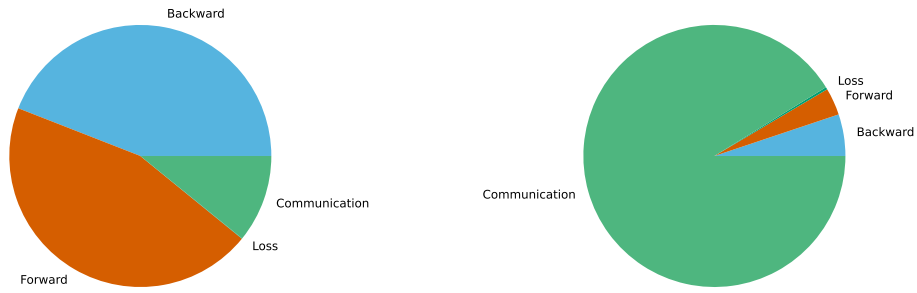 Backward
Forward
Loss
Communication
Loss
Forward
Backward
Communication